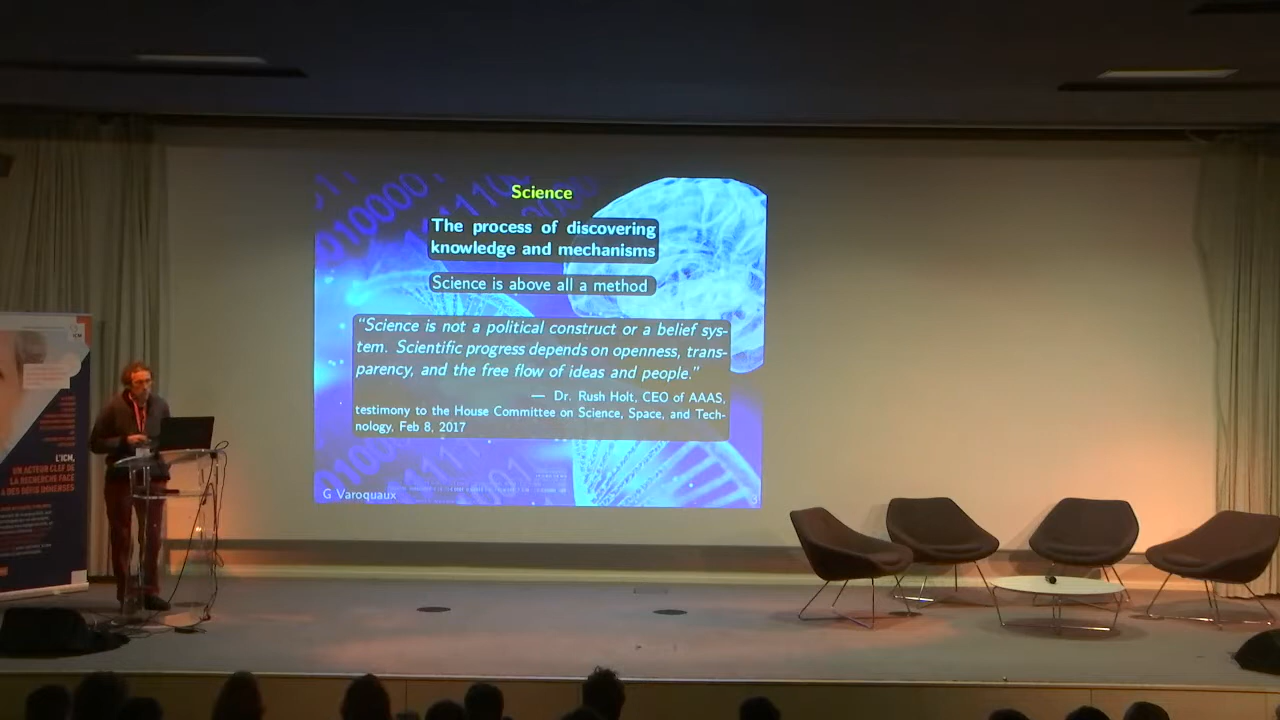 Science
The process of discovering
knowledge and mechanisms
Science is above all a method
“Science is not a political construct or a belief sys-
tem. Scientific progress depends on openness, trans-
parency, and the free flow of ideas and people.”
— Dr. Rush Holt, CEO of AAAS,
testimony to the House Committee on Science, Space, and Tech-
nology, Feb 8, 2017
G Varoquaux
L'ICM,
UN ACTEUR CLEF DE
LA RECHERCHE FACE
À DES DÉFIS IMMENSES